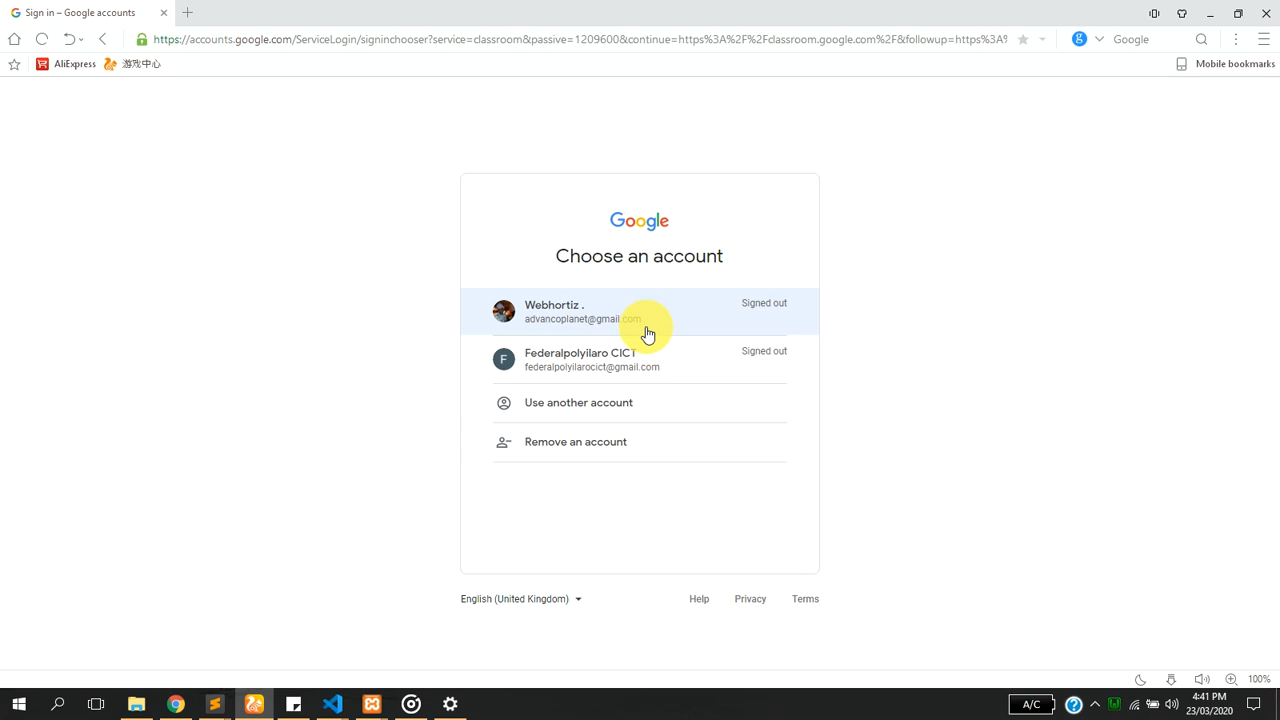 Sign in – Google accounts
https://accounts.google.com/ServiceLogin/signinchooser?service=classroom&passive=1209600&continue=https%3A%2F%2Fclassroom.google.com%2F&followup=https%3A%
Google
AliExpress
游戏中心
Mobile bookmarks
Google
Choose an account
Webhortiz .
Signed out
advancoplanet@gmail.com
Federalpolyilaro CICT
Signed out
federalpolyilarocict@gmail.com
Use another account
Remove an account
English (United Kingdom)
Help
Privacy
Terms
100%
A/C
4:41 PM
23/03/2020